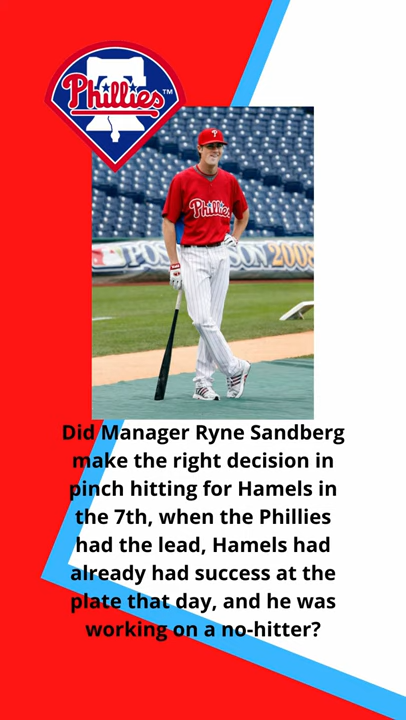 Phillies™
P
Phillies
POSTSEASON 2008
Did Manager Ryne Sandberg
make the right decision in
pinch hitting for Hamels in
the 7th, when the Phillies
had the lead, Hamels had
already had success at the
plate that day, and he was
working on a no-hitter?